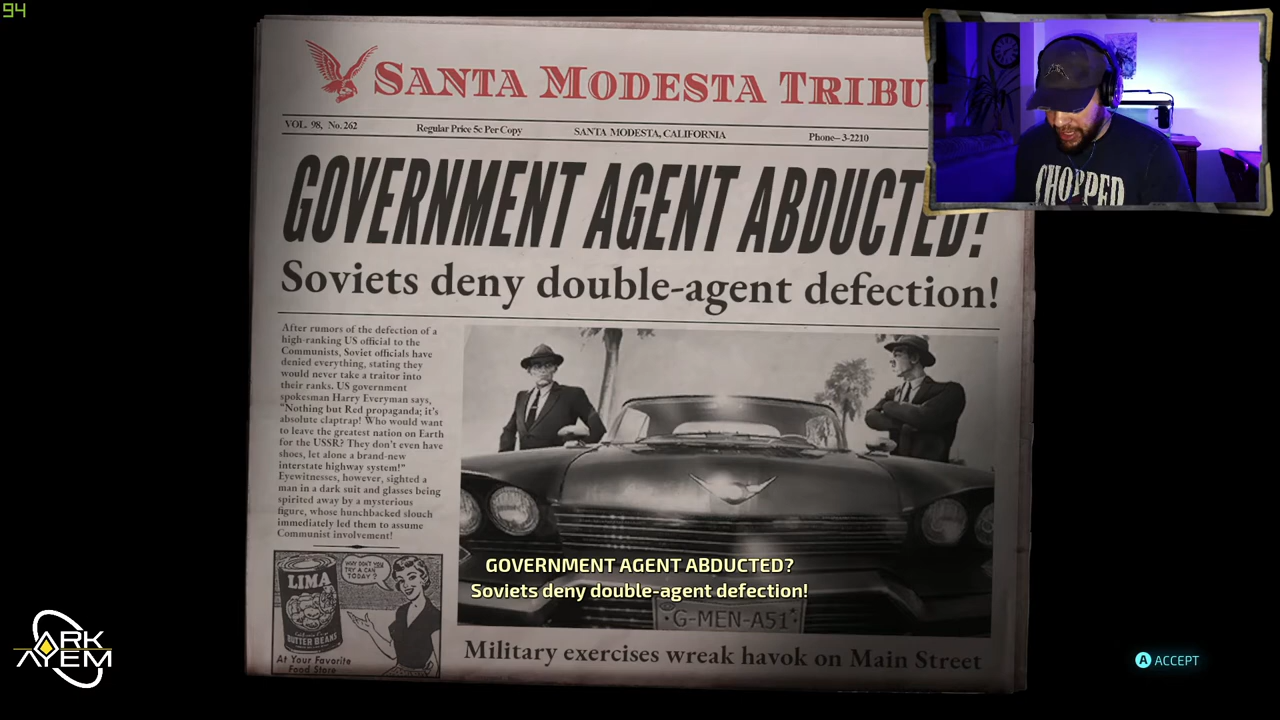 94
SANTA MODESTA TRIBU
VOL. 98, No. 262 Regular Price 5c Per Copy SANTA MODESTA, CALIFORNIA Phone-3-2210
GOVERNMENT AGENT ABDUCTED?
Soviets deny double-agent defection!
After rumors of the defection of a
high-ranking US official to the
Communists, Soviet officials have
denied everything, stating they
would never take a traitor into
their ranks. US government
spokesman Harry Everyman says,
"Nothing but Red propaganda; it's
absolute claptrap! Who would want
to leave the greatest nation on Earth
for the USSR? They don't even have
shoes, let alone a brand-new
interstate highway system!"
Eyewitnesses, however, sighted a
man in a dark suit and glasses being
spirited away by a mysterious
figure, whose hunchbacked slouch
immediately led them to assume
Communist involvement!
WHY DON'T YOU
TRY A CAN
TODAY?
LIMA
BUTTER BEANS
At Your Favorite
Food Store
GOVERNMENT AGENT ABDUCTED?
Soviets deny double-agent defection!
G-MEN-A51
Military exercises wreak havok on Main Street
CHOPPED
ARK
AYEM
A ACCEPT